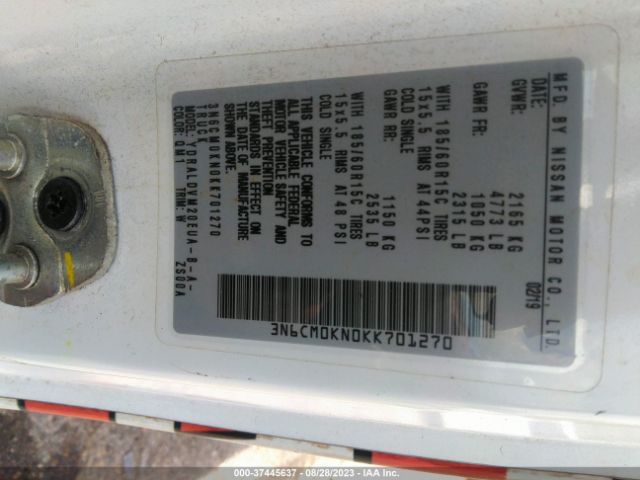 MFD. BY NISSAN MOTOR CO., LTD.
DATE: 02/19
GVWR: 2165 KG
4773 LB
GAWR FR: 1050 KG
2315 LB
WITH 185/60R15C TIRES
15x5.5 RIMS AT 44PSI
COLD SINGLE
GAWR RR: 1150 KG
2535 LB
WITH 185/60R15C TIRES
15x5.5 RIMS AT 48 PSI
COLD SINGLE
THIS VEHICLE CONFORMS TO
ALL APPLICABLE FEDERAL
MOTOR VEHICLE SAFETY AND
THEFT PREVENTION
STANDARDS IN EFFECT ON
THE DATE OF MANUFACTURE
SHOWN ABOVE.
3N6CM0KN0KK701270
TRUCK
MODEL: YDRALDVM20EUA-B-A-
ZS00A
COLOR: QM1 TRIM: W
3N6CM0KN0KK701270
000-37445637 - 08/28/2023 - IAA Inc.